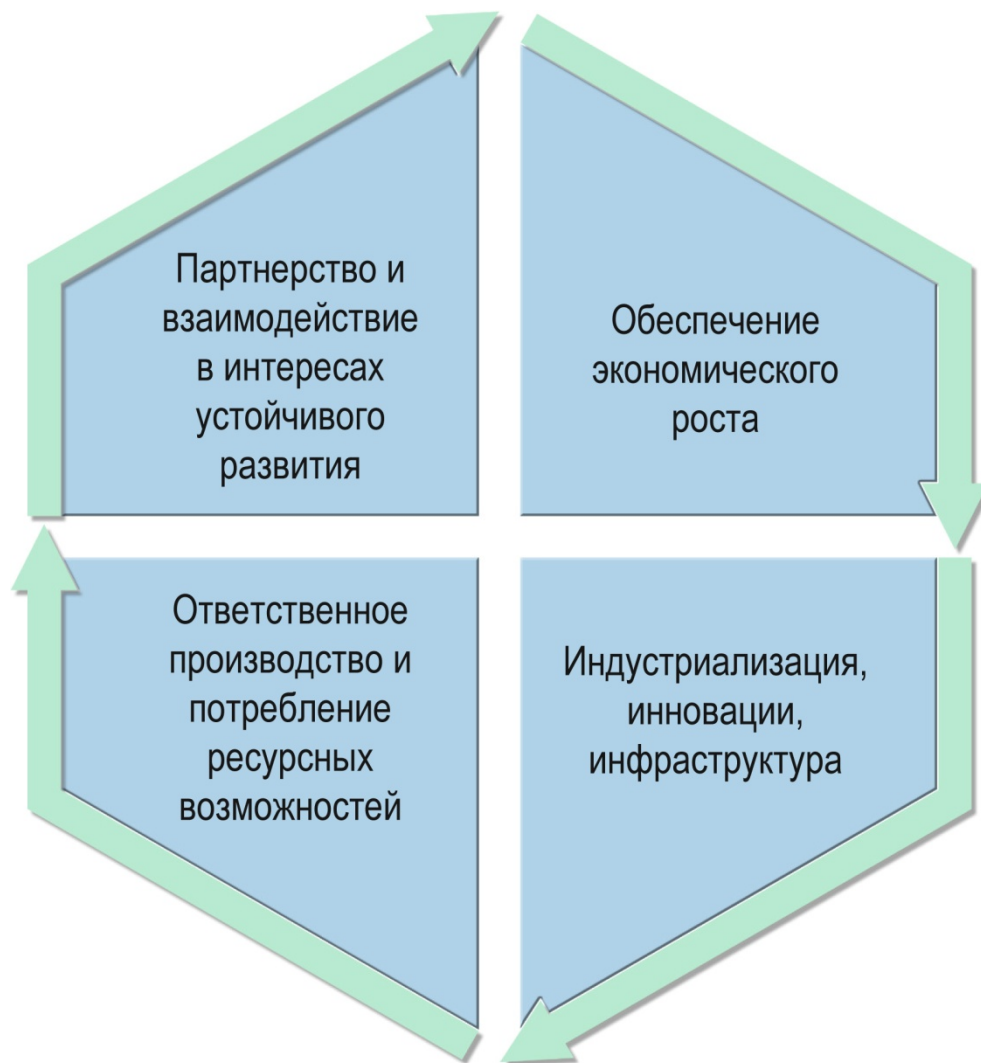 Партнерство и
взаимодействие
в интересах
устойчивого
развития
Обеспечение
экономического
роста
Ответственное
производство и
потребление
ресурсных
возможностей
Индустриализация,
инновации,
инфраструктура